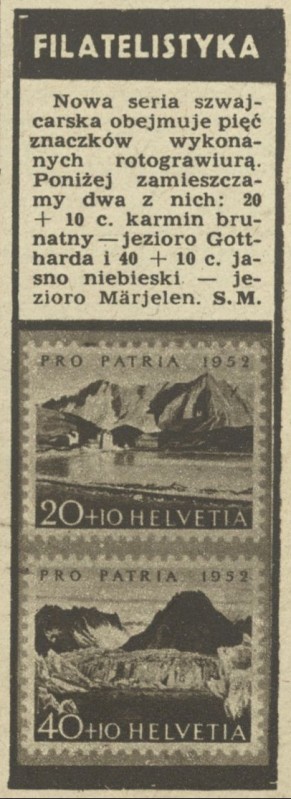 FILATELISTYKA
Nowa seria szwaj-
carska obejmuje pięć
znaczków wykona-
nych rotograwiurą.
Poniżej zamieszcza-
my dwa z nich: 20
+ 10 c. karmin bru-
natny — jezioro Gott-
harda i 40 + 10 c. ja-
sno niebieski — je-
zioro Märjelen. S.M.
PRO PATRIA 1952
20+10 HELVETIA
PRO PATRIA 1952
40+10 HELVETIA